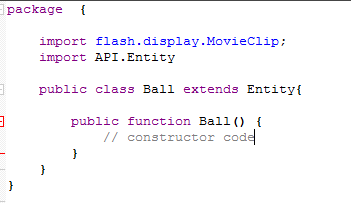 package  {
import flash.display.MovieClip;
import API.Entity
public class Ball extends Entity{
public function Ball() {
// constructor code
}
}
}